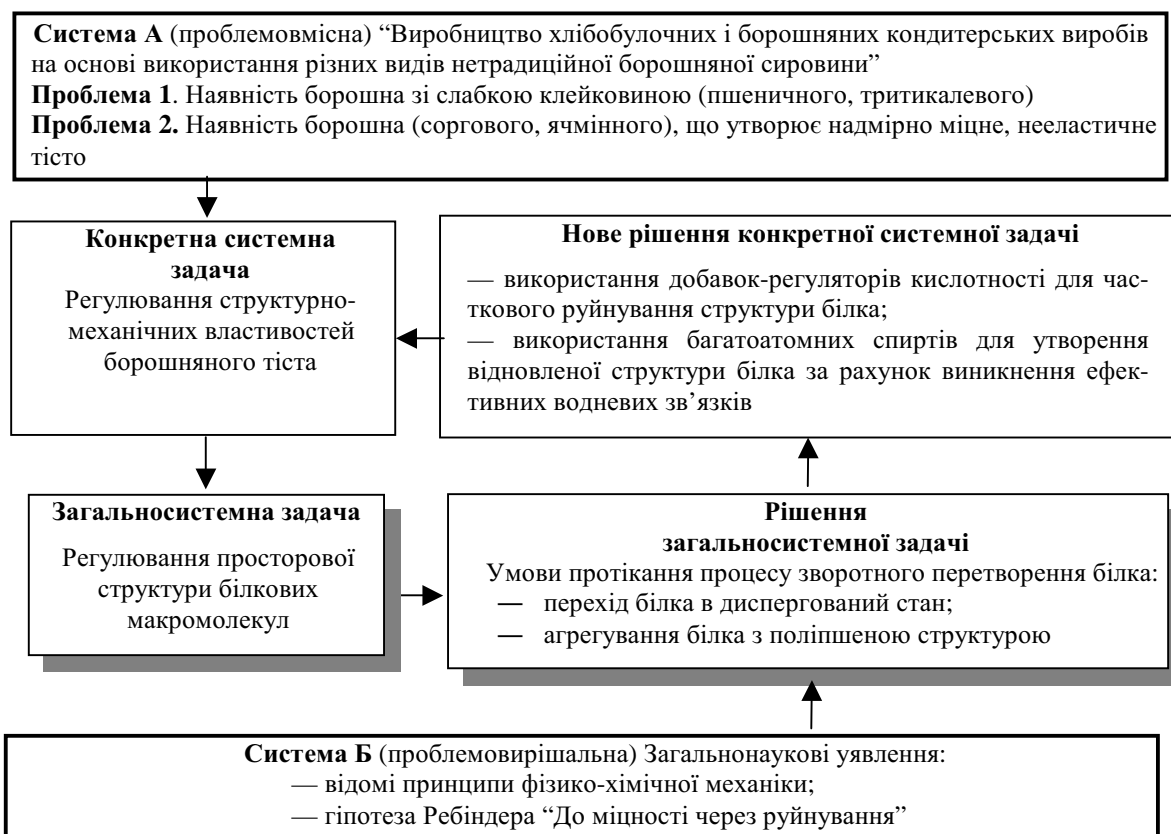 Система А (проблемовмісна) “Виробництво хлібобулочних і борошняних кондитерських виробів
на основі використання різних видів нетрадиційної борошняної сировини”
Проблема 1. Наявність борошна зі слабкою клейковиною (пшеничного, тритикалевого)
Проблема 2. Наявність борошна (соргового, ячмінного), що утворює надмірно міцне, нееластичне
тісто
Конкретна системна
задача
Регулювання структурно-
механічних властивостей
борошняного тіста
Нове рішення конкретної системної задачі
— використання добавок-регуляторів кислотності для час-
ткового руйнування структури білка;
— використання багатоатомних спиртів для утворення
відновленої структури білка за рахунок виникнення ефек-
тивних водневих зв’язків
Загальносистемна задача
Регулювання просторової
структури білкових
макромолекул
Рішення
загальносистемної задачі
Умови протікання процесу зворотного перетворення білка:
— перехід білка в диспергований стан;
— агрегування білка з поліпшеною структурою
Система Б (проблемовирішальна) Загальнонаукові уявлення:
— відомі принципи фізико-хімічної механіки;
— гіпотеза Ребіндера “До міцності через руйнування”